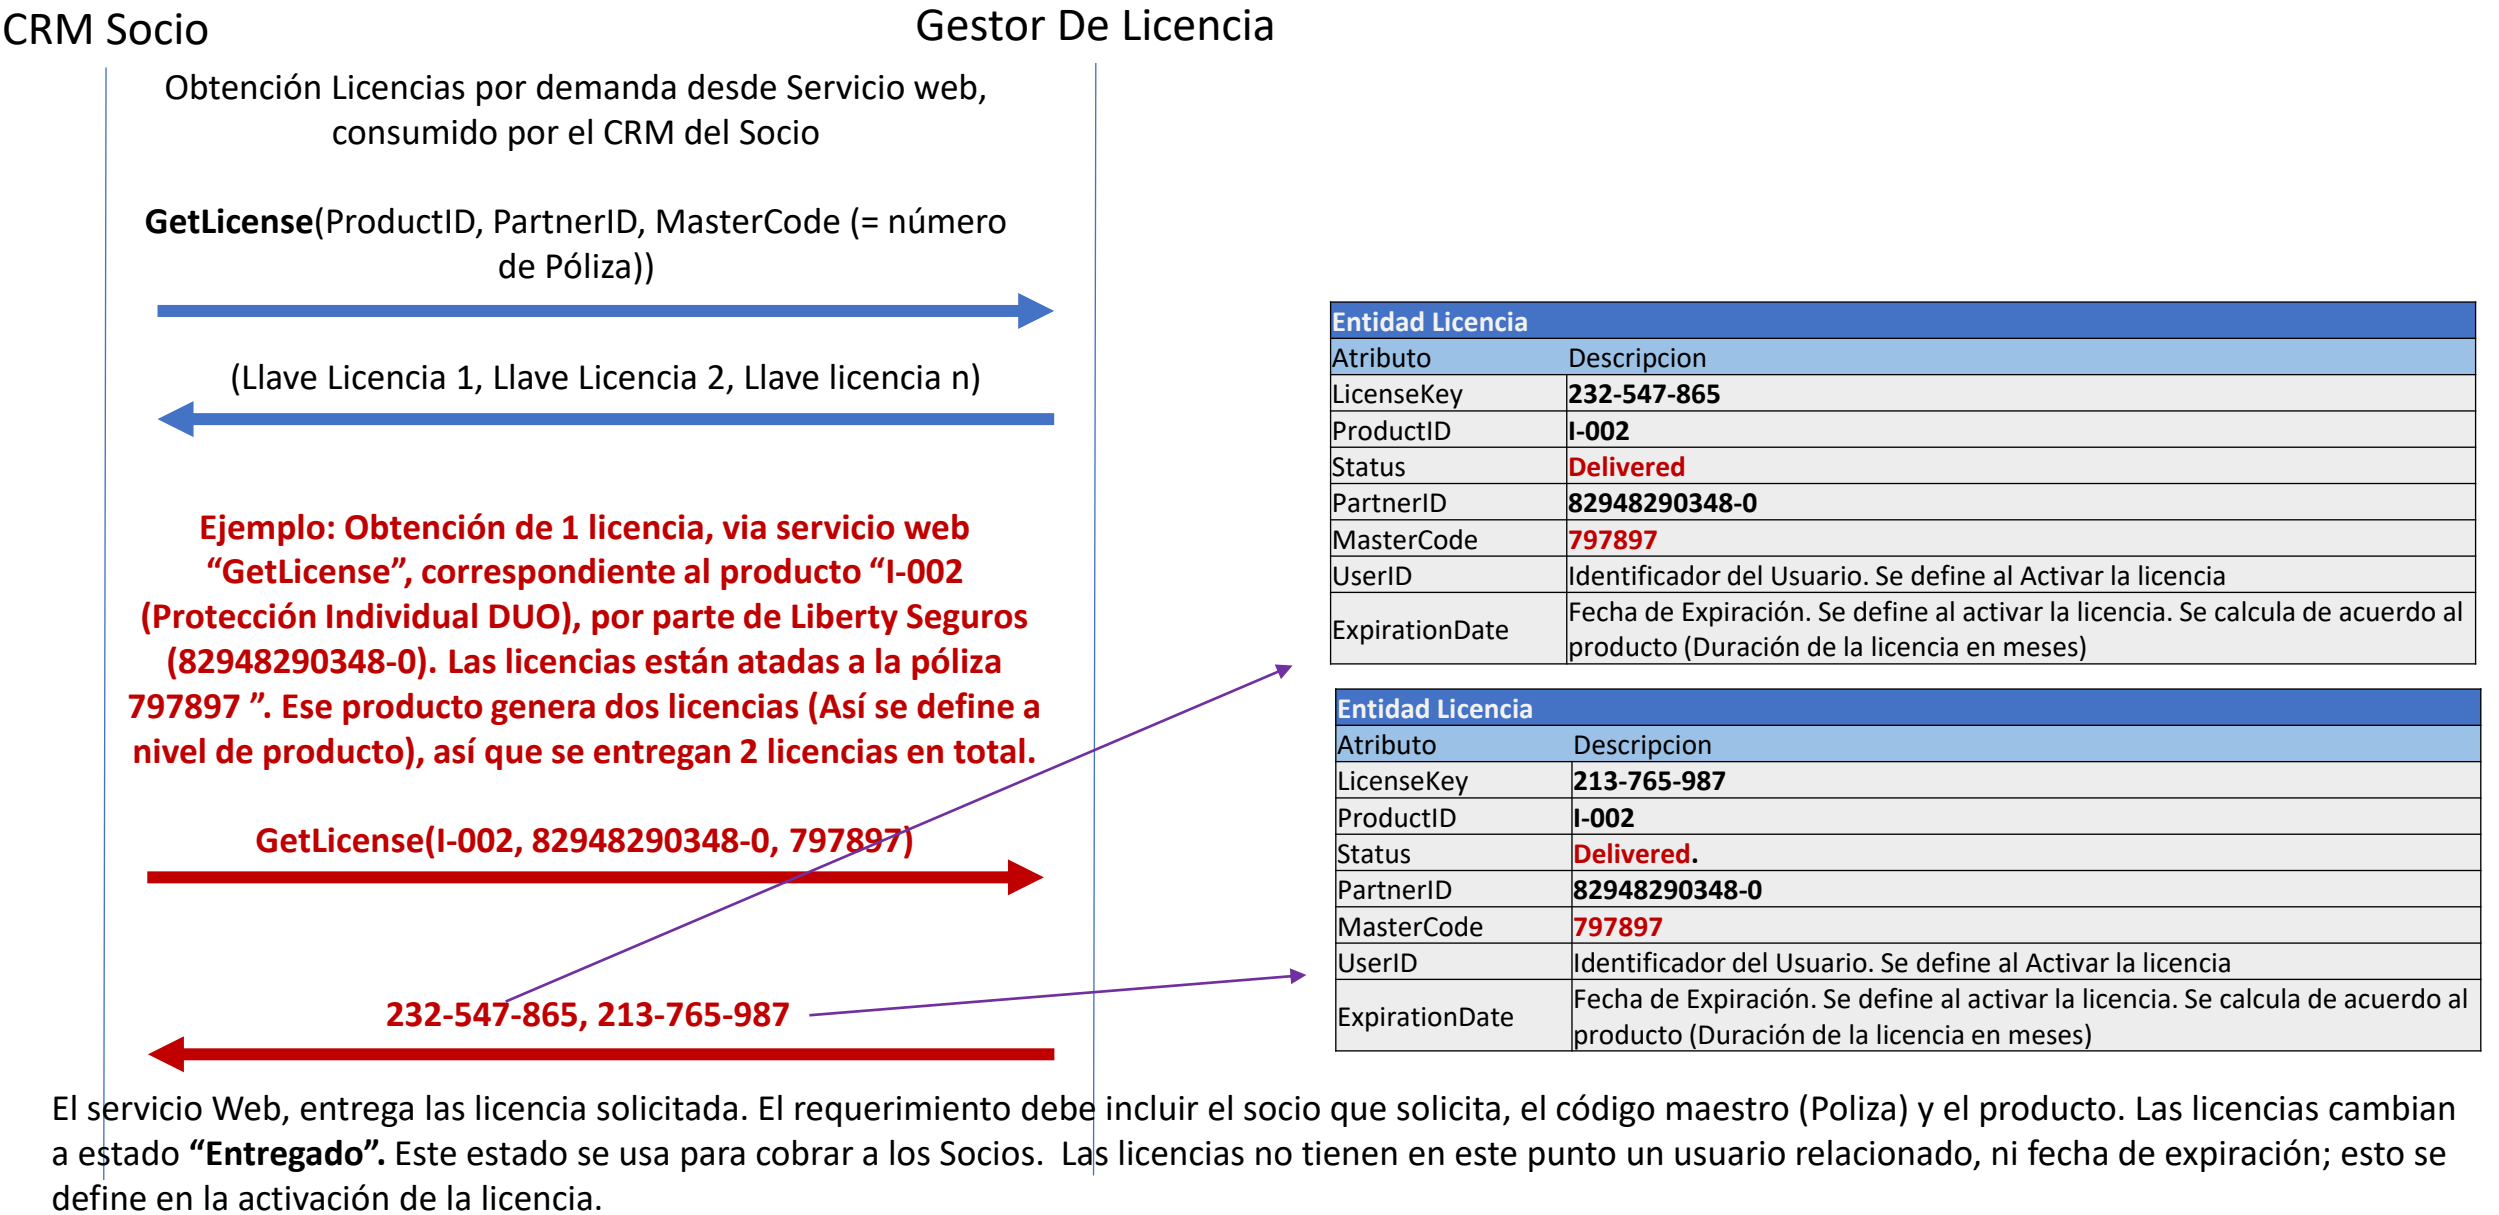 CRM Socio
Gestor De Licencia
Obtención Licencias por demanda desde Servicio web,
consumido por el CRM del Socio
GetLicense(ProductID, PartnerID, MasterCode (= número
de Póliza))
(Llave Licencia 1, Llave Licencia 2, Llave licencia n)
Ejemplo: Obtención de 1 licencia, via servicio web
“GetLicense”, correspondiente al producto “I-002
(Protección Individual DUO), por parte de Liberty Seguros
(82948290348-0). Las licencias están atadas a la póliza
797897 ”. Ese producto genera dos licencias (Así se define a
nivel de producto), así que se entregan 2 licencias en total.
GetLicense(I-002, 82948290348-0, 797897)
232-547-865, 213-765-987
Entidad Licencia
Atributo Descripcion
LicenseKey 232-547-865
ProductID I-002
Status Delivered
PartnerID 82948290348-0
MasterCode 797897
UserID Identificador del Usuario. Se define al Activar la licencia
ExpirationDate Fecha de Expiración. Se define al activar la licencia. Se calcula de acuerdo al
producto (Duración de la licencia en meses)
Entidad Licencia
Atributo Descripcion
LicenseKey 213-765-987
ProductID I-002
Status Delivered.
PartnerID 82948290348-0
MasterCode 797897
UserID Identificador del Usuario. Se define al Activar la licencia
ExpirationDate Fecha de Expiración. Se define al activar la licencia. Se calcula de acuerdo al
producto (Duración de la licencia en meses)
El servicio Web, entrega las licencia solicitada. El requerimiento debe incluir el socio que solicita, el código maestro (Poliza) y el producto. Las licencias cambian
a estado “Entregado”. Este estado se usa para cobrar a los Socios. Las licencias no tienen en este punto un usuario relacionado, ni fecha de expiración; esto se
define en la activación de la licencia.